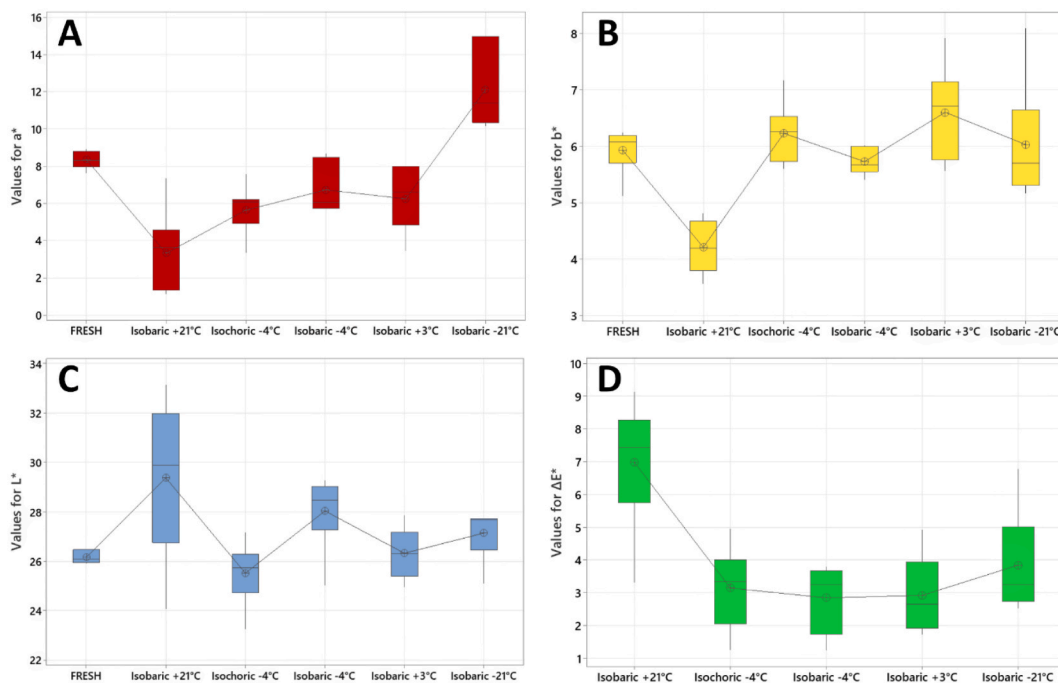 A
Values for a*
16
14
12
10
8
6
4
2
0
FRESH Isobaric +21°C Isochoric -4°C Isobaric -4°C Isobaric +3°C Isobaric -21°C
B
Values for b*
8
7
6
5
4
3
FRESH Isobaric +21°C Isochoric -4°C Isobaric -4°C Isobaric +3°C Isobaric -21°C
C
Values for L*
34
32
30
28
26
24
22
FRESH Isobaric +21°C Isochoric -4°C Isobaric -4°C Isobaric +3°C Isobaric -21°C
D
Values for ΔE*
10
9
8
7
6
5
4
3
2
1
Isobaric +21°C Isochoric -4°C Isobaric -4°C Isobaric +3°C Isobaric -21°C